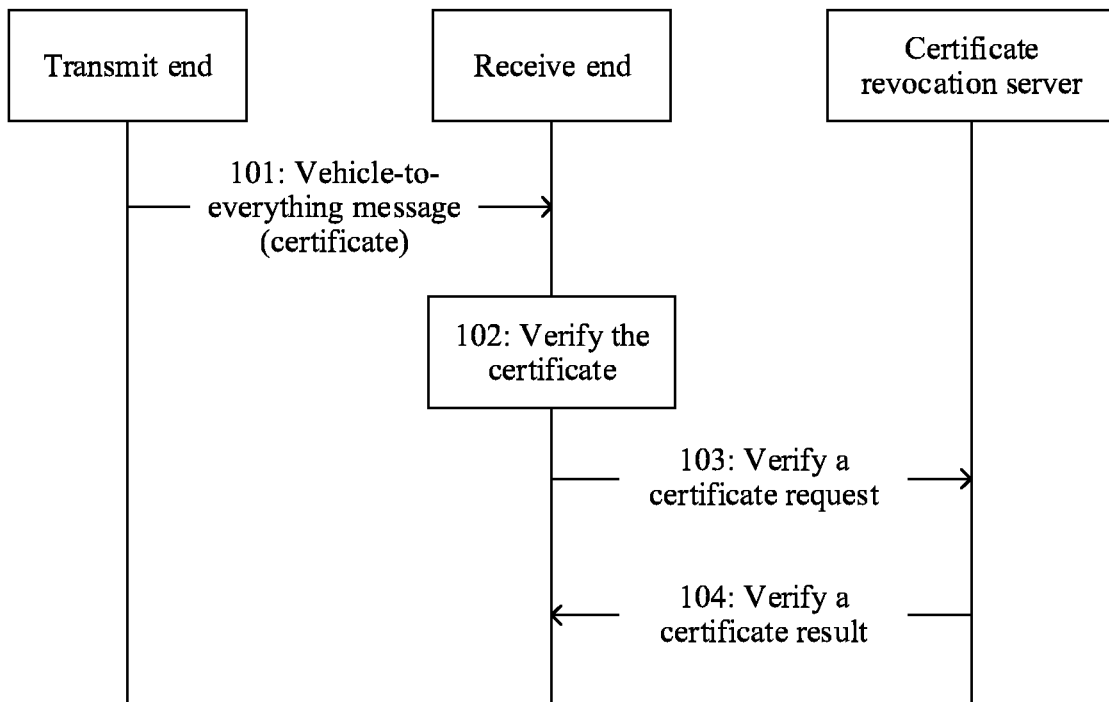 Transmit end
Receive end
Certificate
revocation server
101: Vehicle-to-
everything message
(certificate)
102: Verify the
certificate
103: Verify a
certificate request
104: Verify a
certificate result